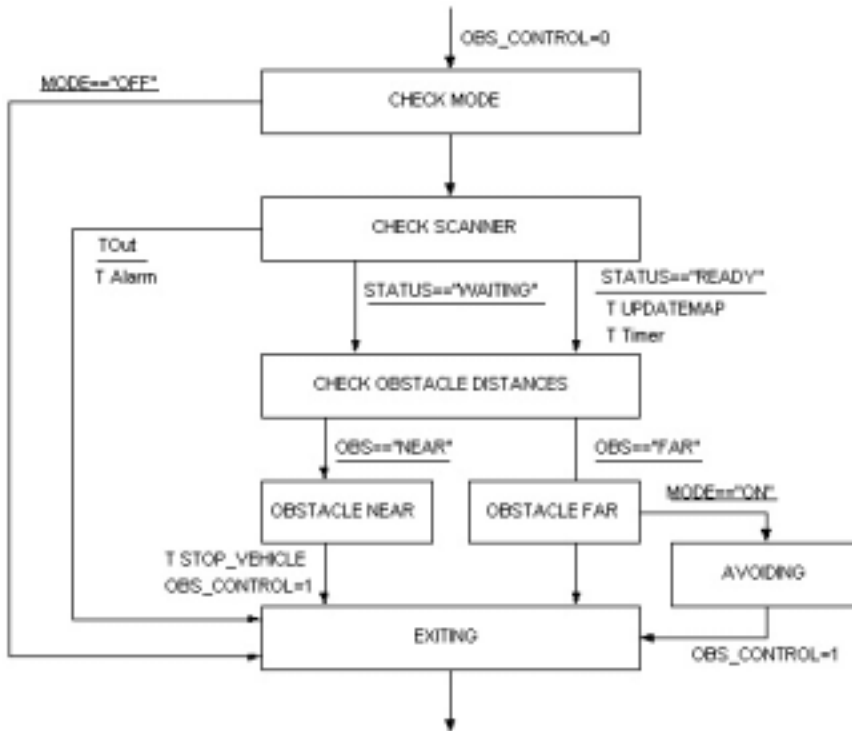 OBS_CONTROL=0
MODE=="OFF"
CHECK MODE
CHECK SCANNER
TOut
T Alarm
STATUS=="WAITING"
STATUS=="READY"
T UPDATEMAP
T Timer
CHECK OBSTACLE DISTANCES
OBS=="NEAR"
OBS=="FAR"
OBSTACLE NEAR
OBSTACLE FAR
MODE=="ON"
T STOP_VEHICLE
OBS_CONTROL=1
AVOIDING
EXITING
OBS_CONTROL=1